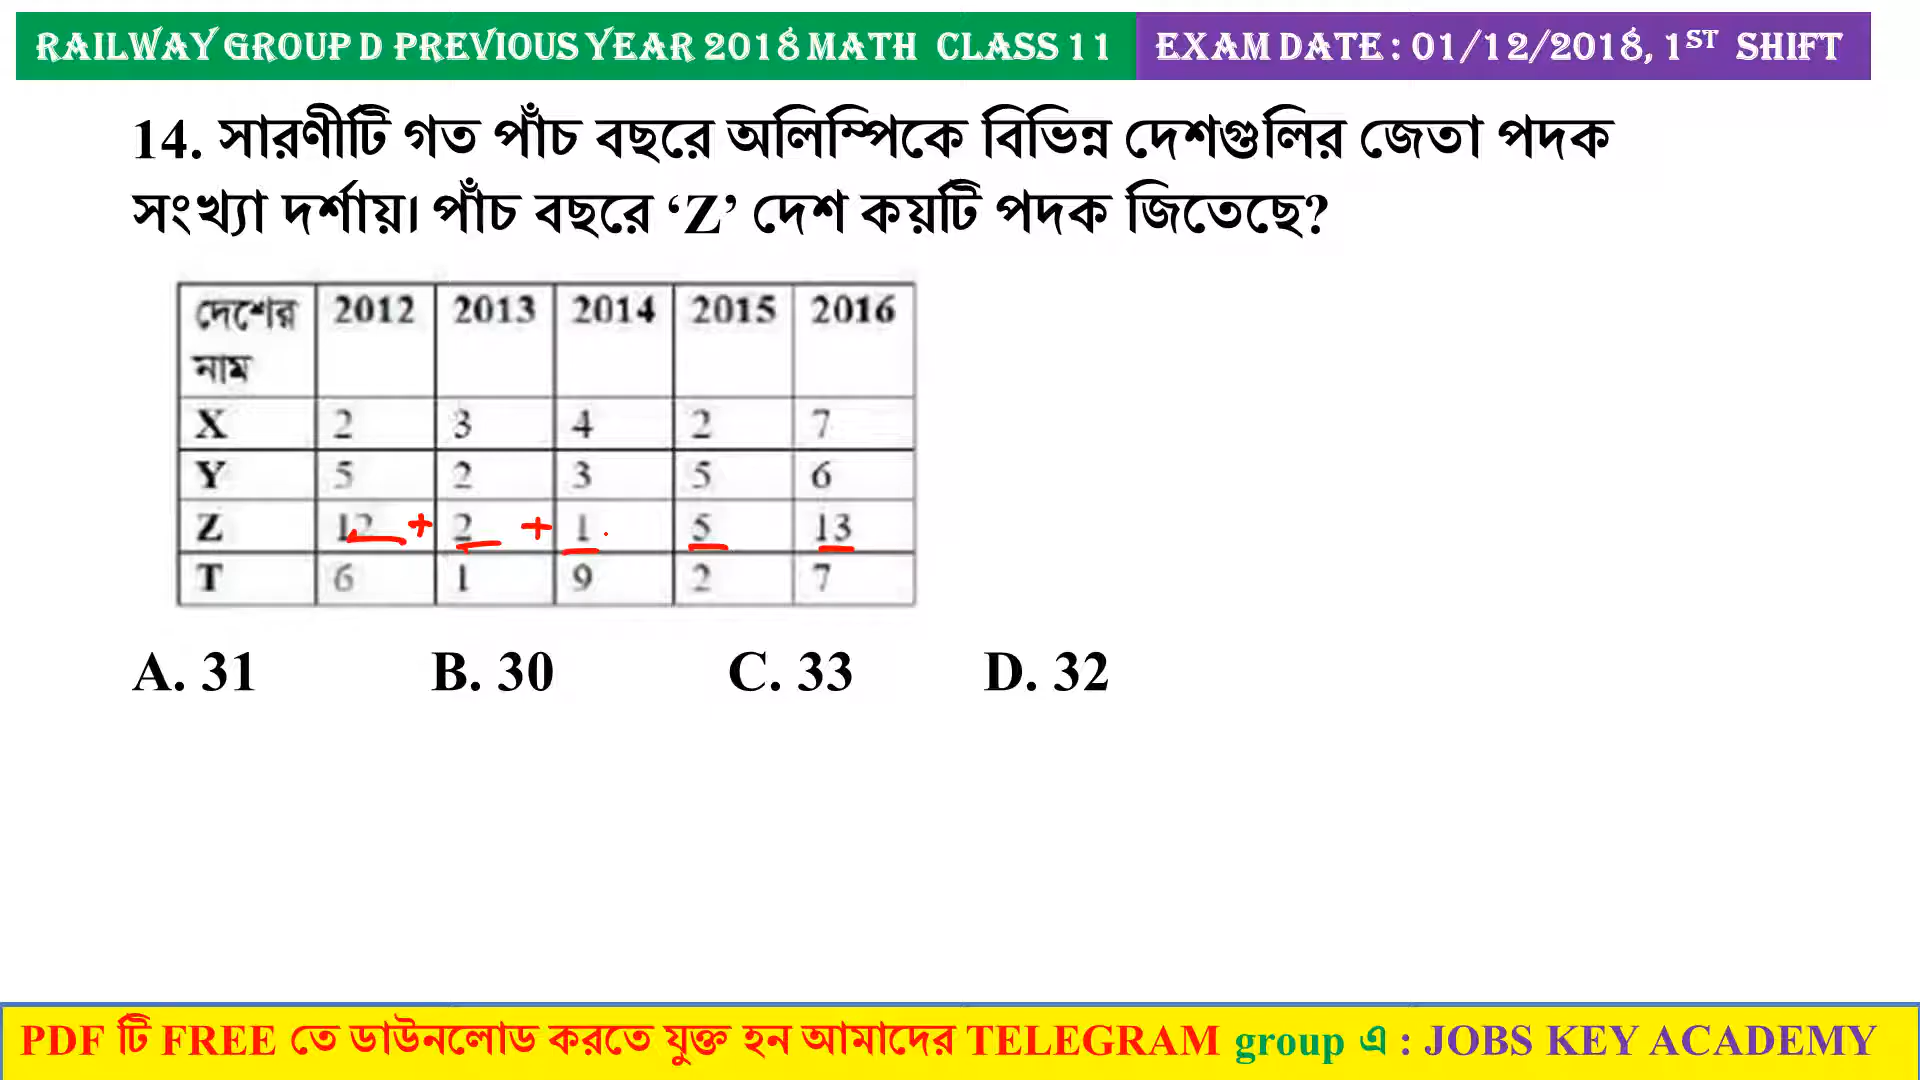 RAILWAY GROUP D PREVIOUS YEAR 2018 MATH CLASS 11 EXAM DATE : 01/12/2018, 1ST SHIFT
14. সারণীটি গত পাঁচ বছরে অলিম্পিকে বিভিন্ন দেশগুলির জেতা পদক
সংখ্যা দর্শায়। পাঁচ বছরে ‘Z’ দেশ কয়টি পদক জিতেছে?
দেশের নাম 2012 2013 2014 2015 2016
X 2 3 4 2 7
Y 5 2 3 5 6
Z 12 + 2 + 1 5 13
T 6 1 9 2 7
A. 31 B. 30 C. 33 D. 32
PDF টি FREE তে ডাউনলোড করতে যুক্ত হন আমাদের TELEGRAM group এ : JOBS KEY ACADEMY